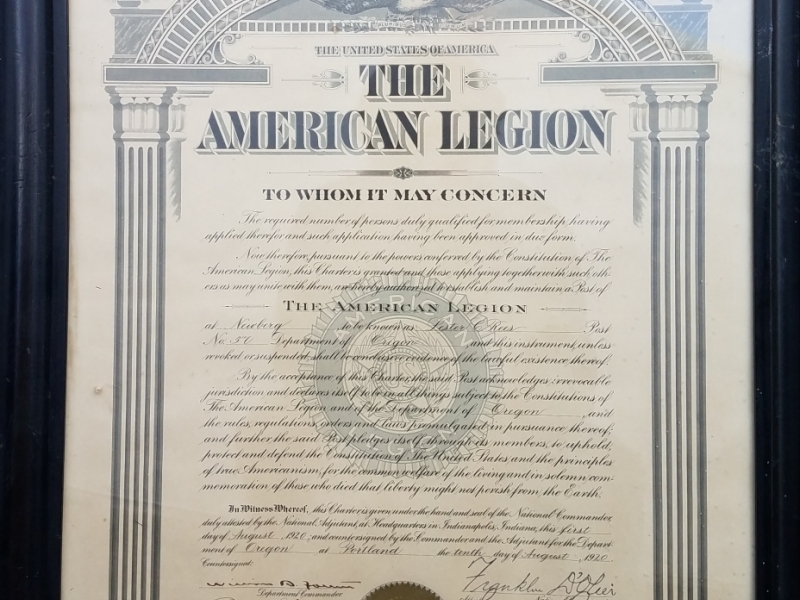 THE UNITED STATES OF AMERICA
THE
AMERICAN LEGION
TO WHOM IT MAY CONCERN
The required number of persons duly qualified for membership having
applied therefor and such application having been approved in due form.
Now therefore, pursuant to the powers conferred by the Constitution of The
American Legion, this Charter is granted and those applying together with such oth
ers as may unite with them, are hereby authorized to establish and maintain a Post of
THE AMERICAN LEGION
at Newberg to be known as Lester C Rees Post
No. 57 Department of Oregon and this instrument, unless
revoked or suspended, shall be conclusive evidence of the lawful existence thereof.
By the acceptance of this Charter, the said Post acknowledges irrevocable
jurisdiction and declares itself to be in all things subject to the Constitutions of
The American Legion and of the Department of Oregon, and
the rules, regulations, orders and laws promulgated in pursuance thereof;
and further the said Post pledges itself through its members, to uphold,
protect and defend the Constitution of The United States and the principles
of true Americanism, for the common welfare of the living and in solemn com-
memoration of those who died that liberty might not perish from the Earth.
In Witness Whereof, this Charter is given under the hand and seal of the National Commander
duly attested by the National Adjutant, at Headquarters in Indianapolis, Indiana, this first
day of August, 1920, and countersigned by the Commander and the Adjutant for the Depart-
ment of Oregon at Portland the tenth day of August, 1920
Countersigned:
Franklin D'Olier
Department Commander
AMERICAN